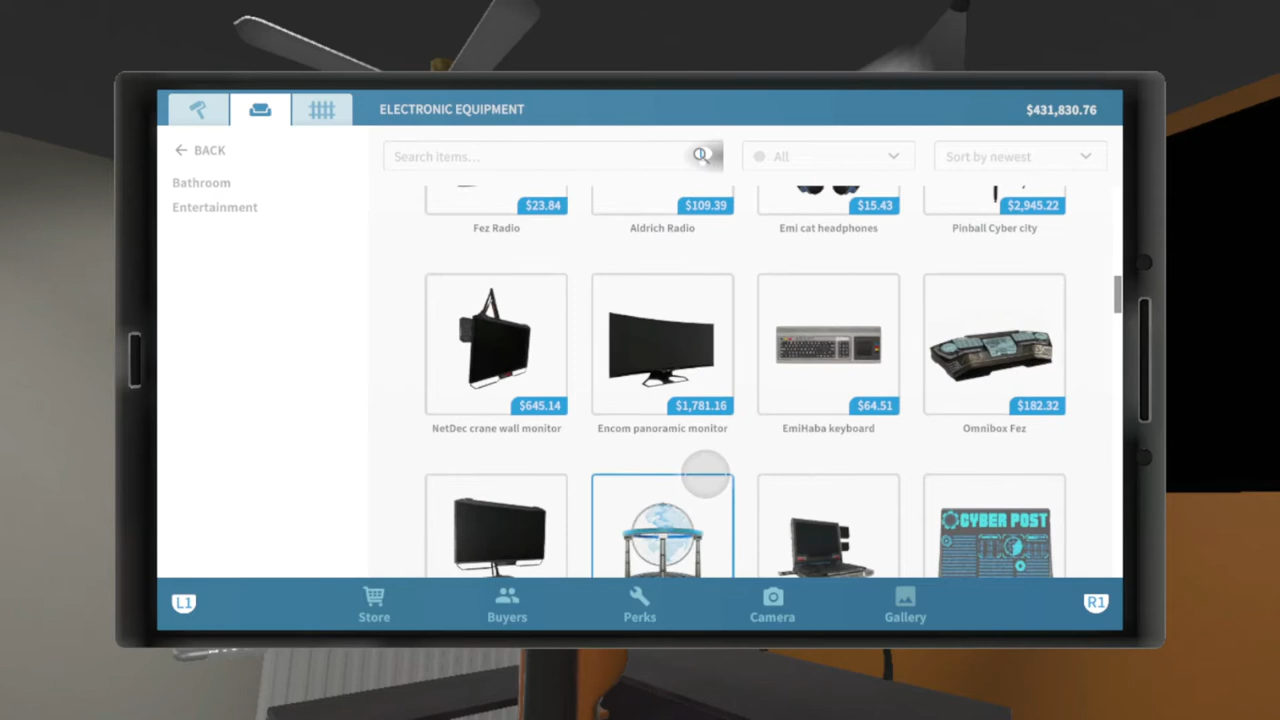 ELECTRONIC EQUIPMENT
$431,830.76
BACK
Bathroom
Entertainment
Search items...
All
Sort by newest
$23.84
$109.39
$15.43
$2,945.22
Fez Radio
Aldrich Radio
Emi cat headphones
Pinball Cyber city
$645.14
$1,781.16
$64.51
$182.32
NetDec crane wall monitor
Encom panoramic monitor
EmiHaba keyboard
Omnibox Fez
CYBER POST
L1
Store
Buyers
Perks
Camera
Gallery
R1